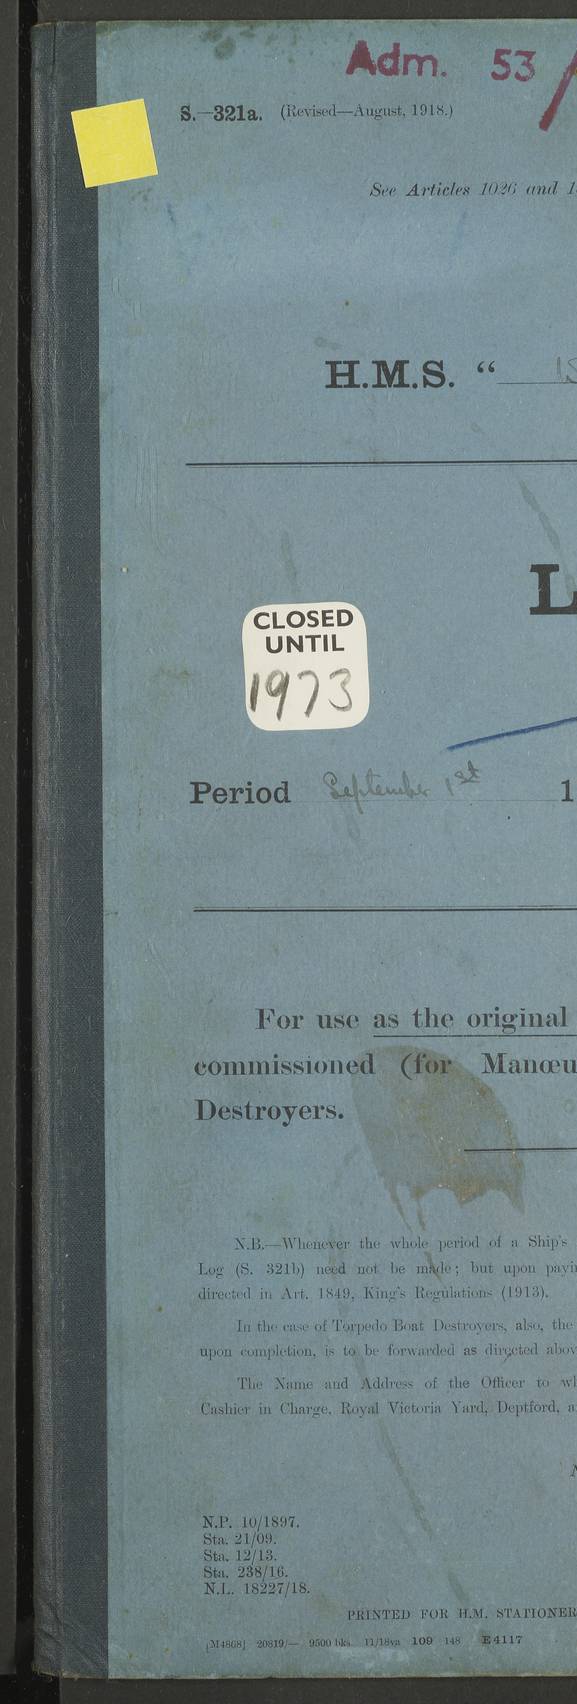 Adm. 53/
S.—321a. (Revised—August, 1918.)
See Articles 1026 and 1
H.M.S. “
L
CLOSED
UNTIL
1973
Period September 1st 1
For use as the original
commissioned (for Manœu
Destroyers.
N.B.—Whenever the whole period of a Ship's
Log (S. 321b) need not be made; but upon payin
directed in Art. 1849, King's Regulations (1913).
In the case of Torpedo Boat Destroyers, also, the
upon completion, is to be forwarded as directed abov
The Name and Address of the Officer to wh
Cashier in Charge, Royal Victoria Yard, Deptford, a
N.P. 10/1897.
Sta. 21/09.
Sta. 12/13.
Sta. 238/16.
N.L. 18227/18.
PRINTED FOR H.M. STATIONER
[M4808] 20819/— 9500 bks. 11/18va 109 148 E4117